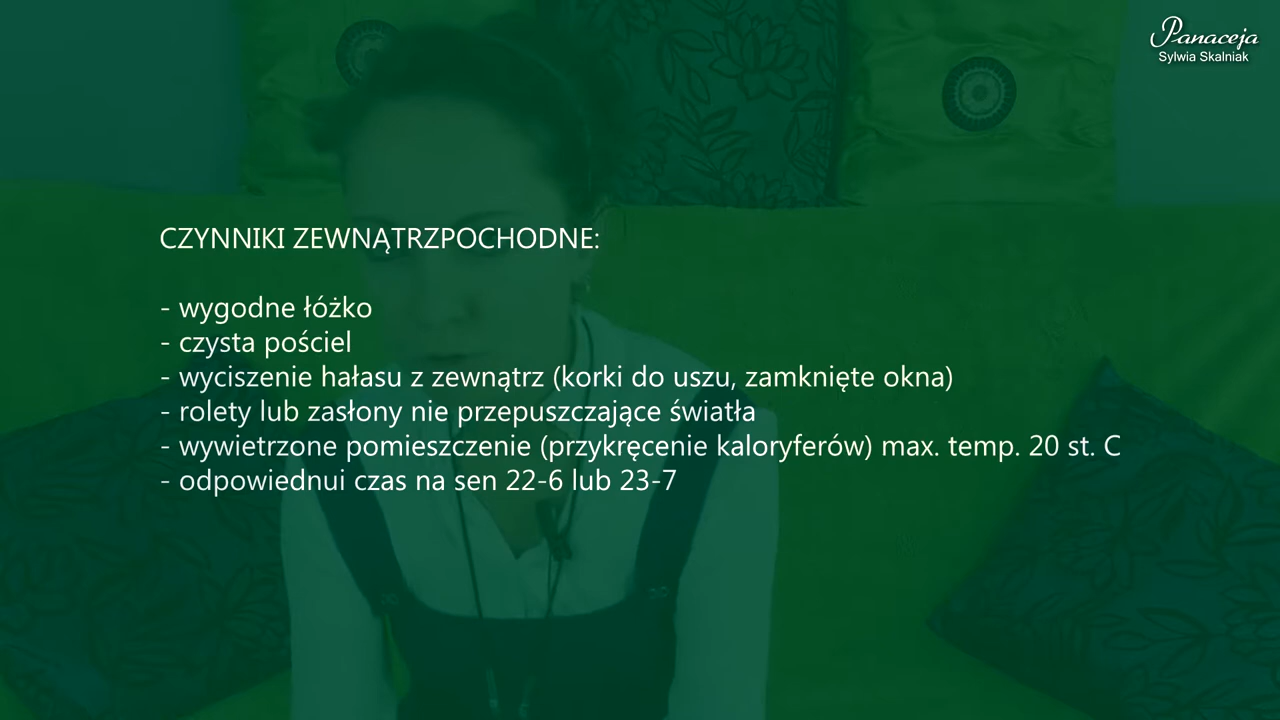 Panaceja
Sylwia Skalniak
CZYNNIKI ZEWNĄTRZPOCHODNE:
- wygodne łóżko
- czysta pościel
- wyciszenie hałasu z zewnątrz (korki do uszu, zamknięte okna)
- rolety lub zasłony nie przepuszczające światła
- wywietrzone pomieszczenie (przykręcenie kaloryferów) max. temp. 20 st. C
- odpowiednui czas na sen 22-6 lub 23-7